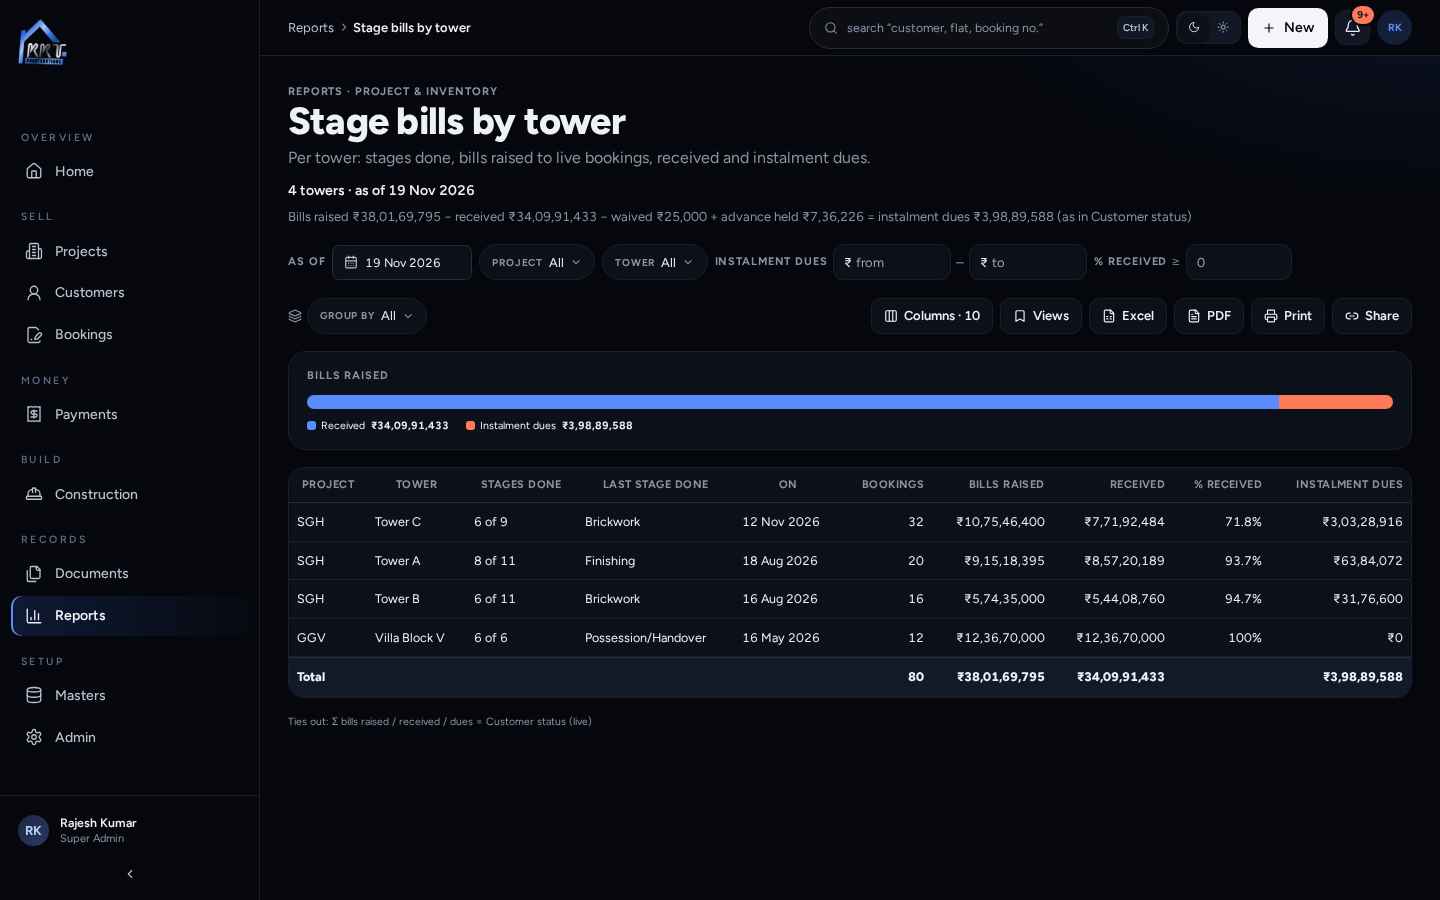 Reports > Stage bills by tower
search “customer, flat, booking no.”
Ctrl K
+ New
9+
RK
OVERVIEW
Home
SELL
Projects
Customers
Bookings
MONEY
Payments
BUILD
Construction
RECORDS
Documents
Reports
SETUP
Masters
Admin
RK
Rajesh Kumar
Super Admin
REPORTS · PROJECT & INVENTORY
Stage bills by tower
Per tower: stages done, bills raised to live bookings, received and instalment dues.
4 towers · as of 19 Nov 2026
Bills raised ₹38,01,69,795 − received ₹34,09,91,433 − waived ₹25,000 + advance held ₹7,36,226 = instalment dues ₹3,98,89,588 (as in Customer status)
AS OF 19 Nov 2026 PROJECT All TOWER All INSTALMENT DUES ₹ from – ₹ to % RECEIVED ≥ 0
GROUP BY All Columns · 10 Views Excel PDF Print Share
BILLS RAISED
Received ₹34,09,91,433 Instalment dues ₹3,98,89,588
PROJECT TOWER STAGES DONE LAST STAGE DONE ON BOOKINGS BILLS RAISED RECEIVED % RECEIVED INSTALMENT DUES
SGH Tower C 6 of 9 Brickwork 12 Nov 2026 32 ₹10,75,46,400 ₹7,71,92,484 71.8% ₹3,03,28,916
SGH Tower A 8 of 11 Finishing 18 Aug 2026 20 ₹9,15,18,395 ₹8,57,20,189 93.7% ₹63,84,072
SGH Tower B 6 of 11 Brickwork 16 Aug 2026 16 ₹5,74,35,000 ₹5,44,08,760 94.7% ₹31,76,600
GGV Villa Block V 6 of 6 Possession/Handover 16 May 2026 12 ₹12,36,70,000 ₹12,36,70,000 100% ₹0
Total 80 ₹38,01,69,795 ₹34,09,91,433 ₹3,98,89,588
Ties out: Σ bills raised / received / dues = Customer status (live)